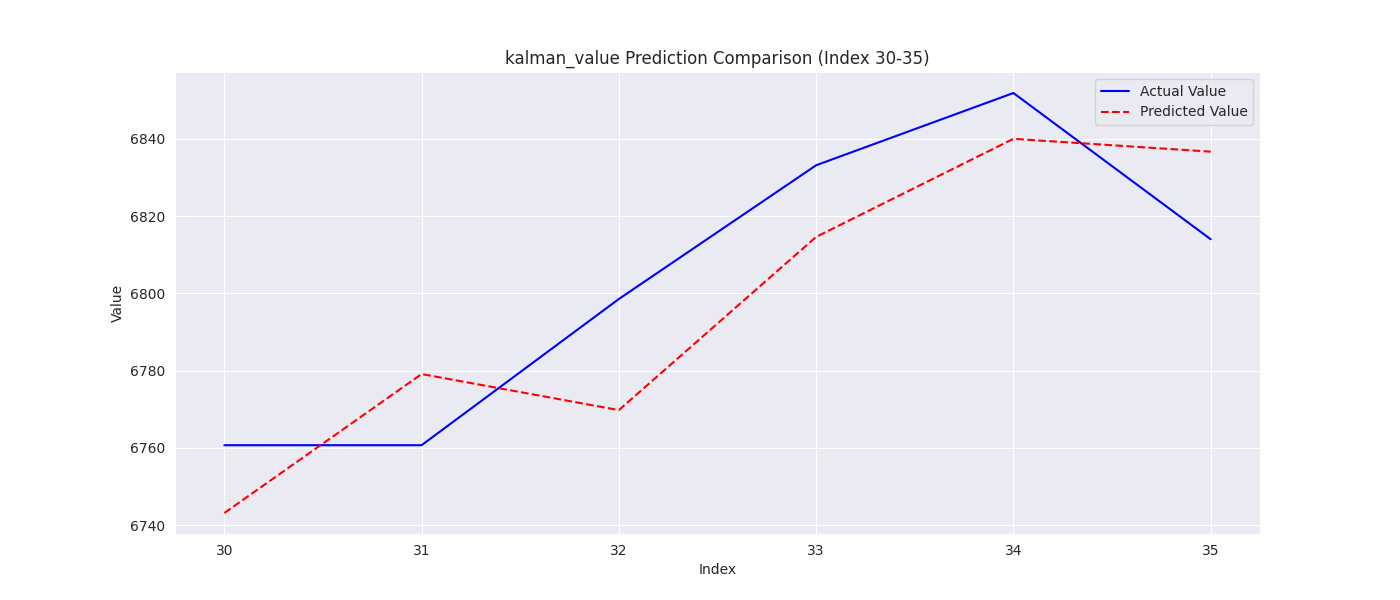 kalman_value Prediction Comparison (Index 30-35)
Actual Value
Predicted Value
Value
6840
6820
6800
6780
6760
6740
30 31 32 33 34 35
Index